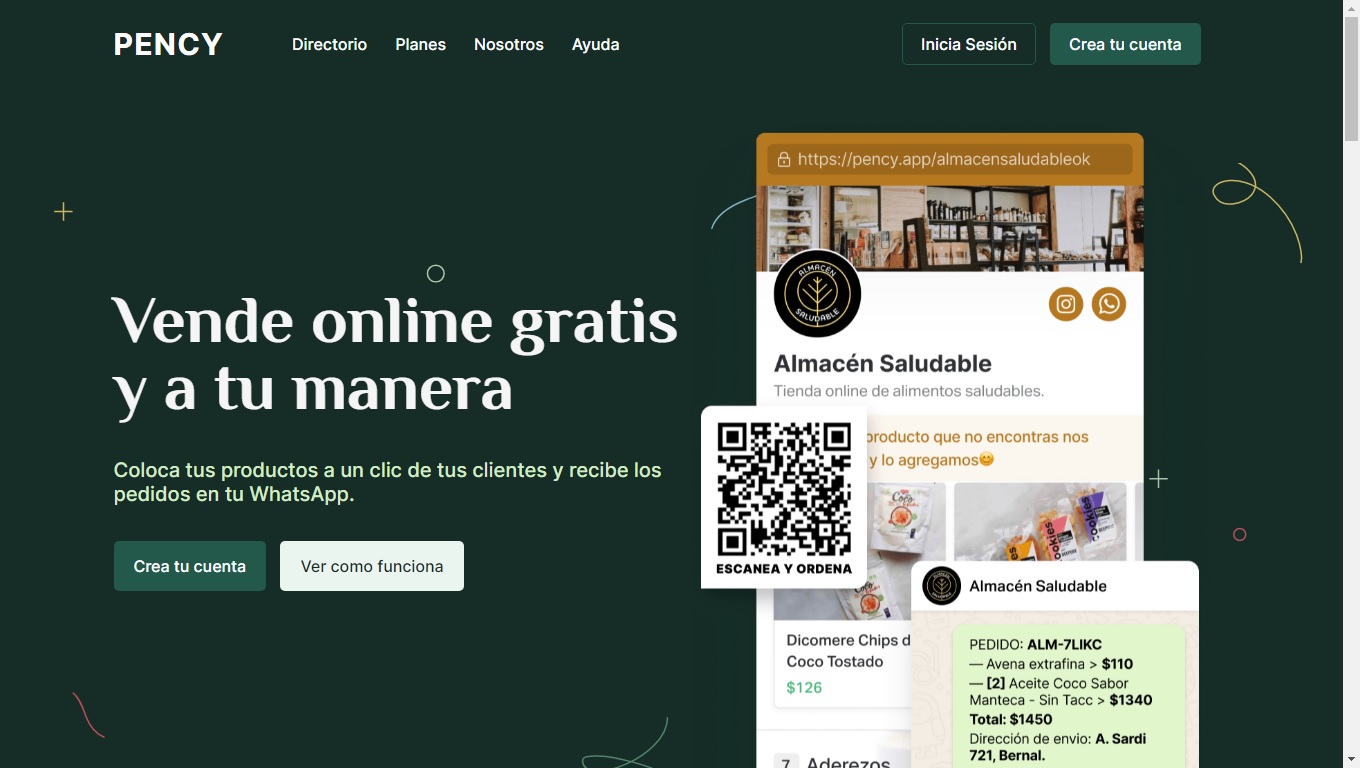 PENCY
Directorio
Planes
Nosotros
Ayuda
Inicia Sesión
Crea tu cuenta
Vende online gratis
y a tu manera
Coloca tus productos a un clic de tus clientes y recibe los
pedidos en tu WhatsApp.
Crea tu cuenta
Ver como funciona
https://pency.app/almacensaludableok
ALMACÉN
SALUDABLE
Almacén Saludable
Tienda online de alimentos saludables.
producto que no encontras nos
y lo agregamos😊
ESCANEA Y ORDENA
Coco
Cookies
Dicomere Chips d
Coco Tostado
$126
7 Aderezos
Almacén Saludable
PEDIDO: ALM-7LIKC
— Avena extrafina > $110
— [2] Aceite Coco Sabor
Manteca - Sin Tacc > $1340
Total: $1450
Dirección de envio: A. Sardi
721, Bernal.